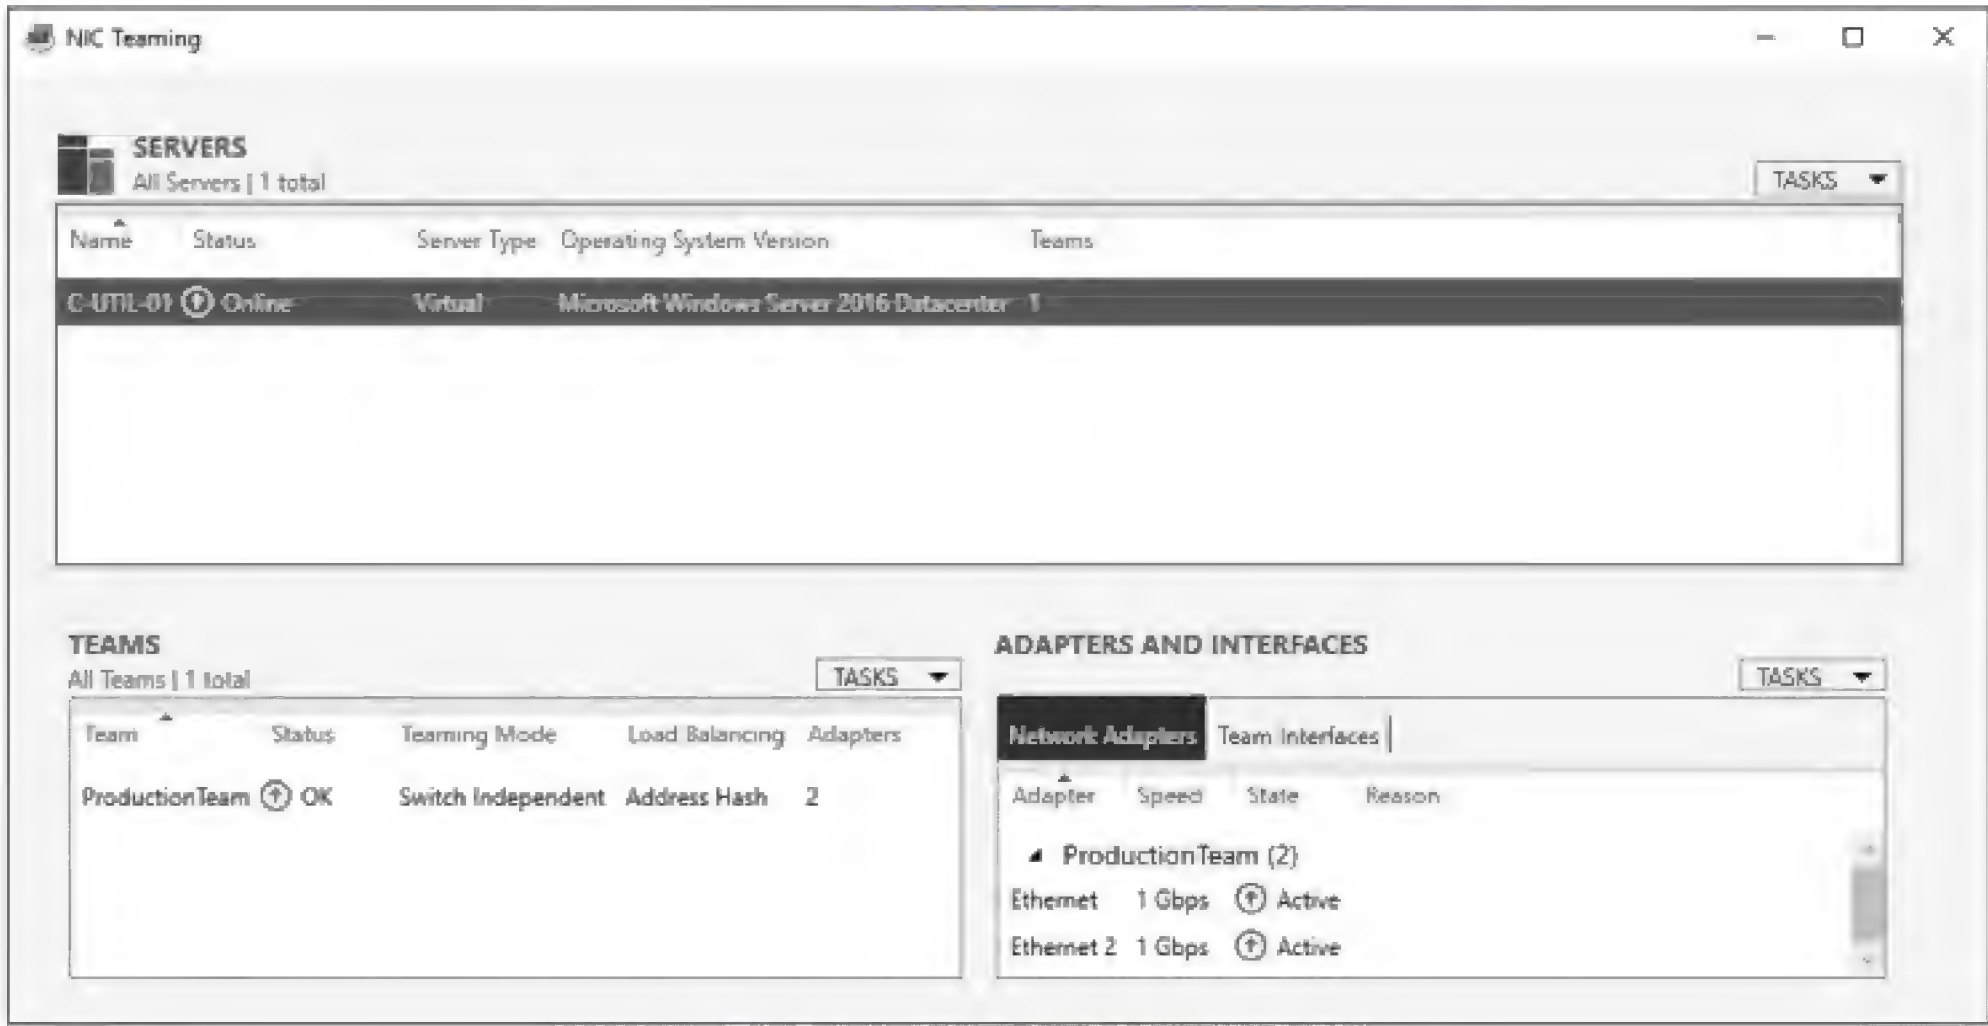 NIC Teaming
SERVERS
All Servers | 1 total
TASKS
Name Status Server Type Operating System Version Teams
C-UTIL-01 Online Virtual Microsoft Windows Server 2016 Datacenter 1
TEAMS
All Teams | 1 total
TASKS
Team Status Teaming Mode Load Balancing Adapters
ProductionTeam OK Switch Independent Address Hash 2
ADAPTERS AND INTERFACES
TASKS
Network Adapters Team Interfaces
Adapter Speed State Reason
ProductionTeam (2)
Ethernet 1 Gbps Active
Ethernet 2 1 Gbps Active